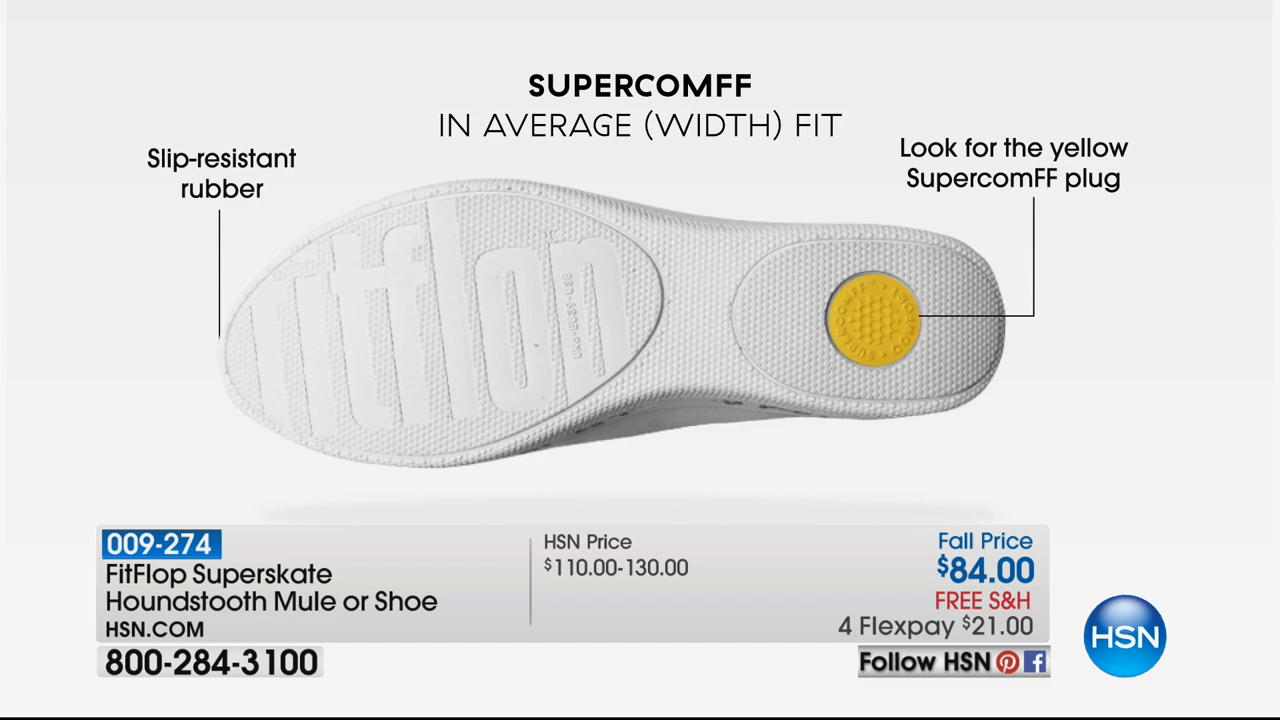 SUPERCOMFF
IN AVERAGE (WIDTH) FIT
Slip-resistant
rubber
Look for the yellow
SupercomFF plug
fitflop
SUPERCOMFF
009-274
FitFlop Superskate
Houndstooth Mule or Shoe
HSN.COM
HSN Price
$110.00-130.00
Fall Price
$84.00
FREE S&H
4 Flexpay $21.00
800-284-3100
Follow HSN
HSN